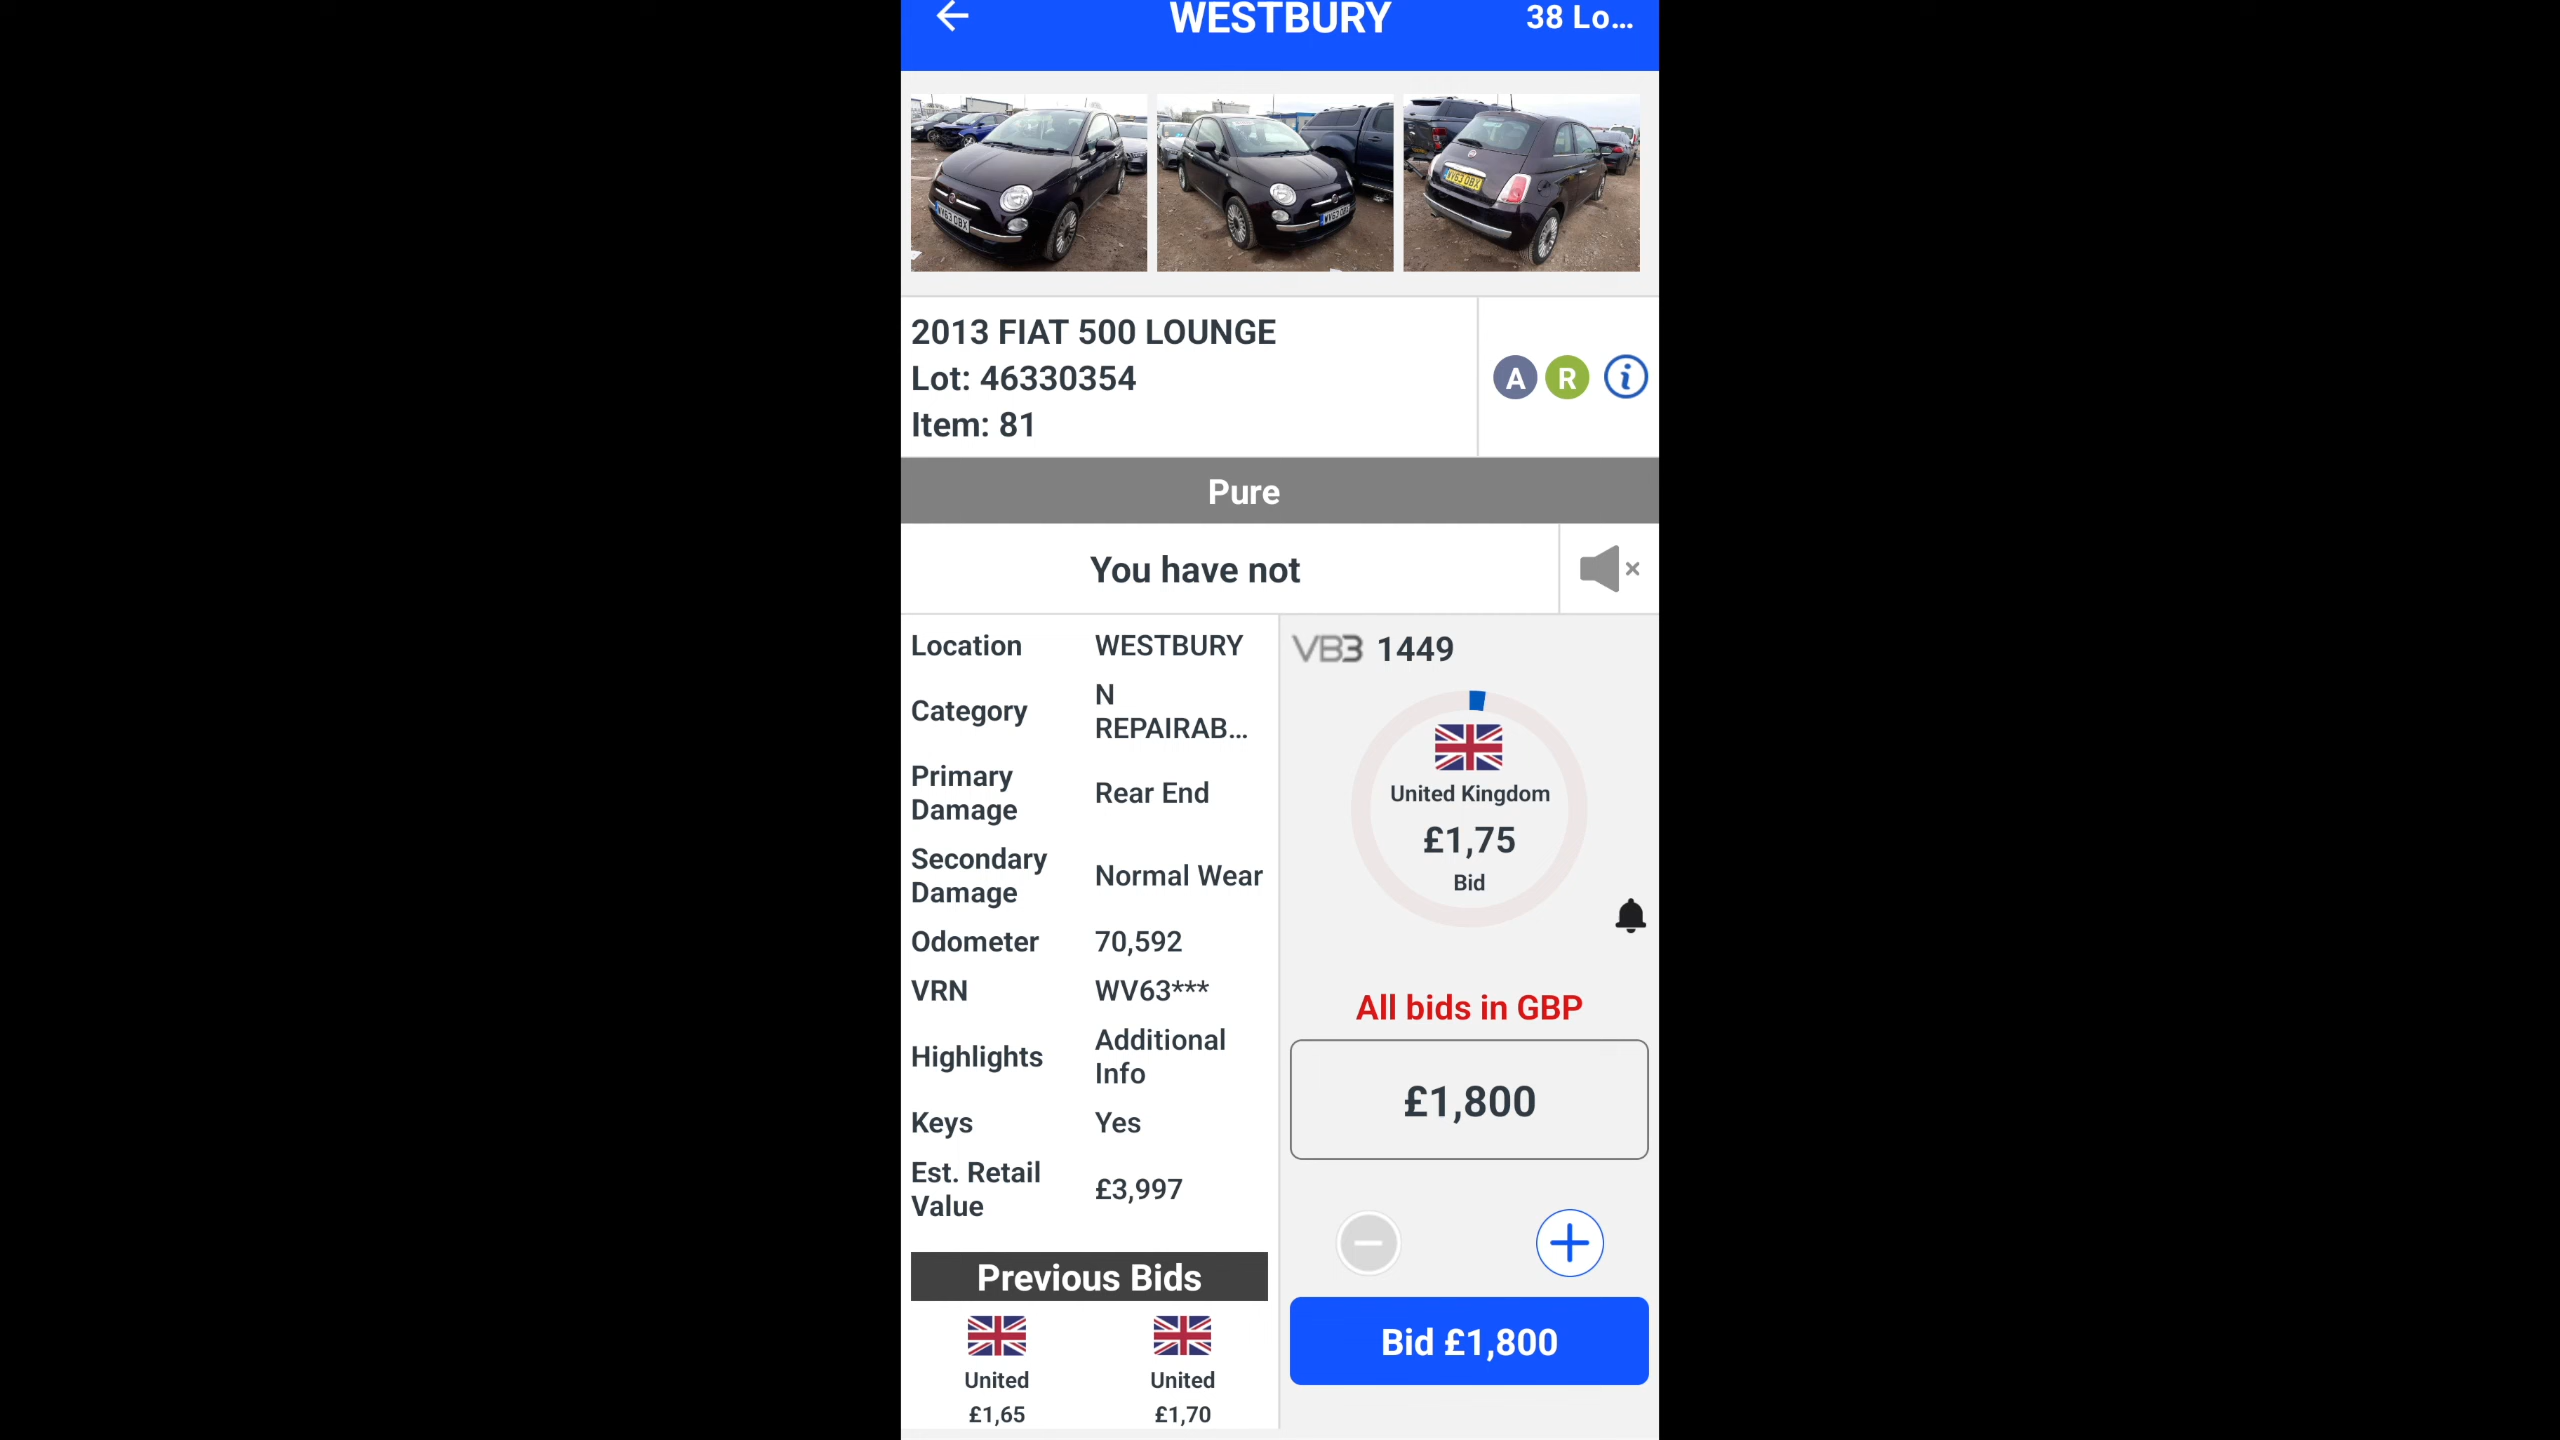 WESTBURY
38 Lo...
2013 FIAT 500 LOUNGE
Lot: 46330354
Item: 81
A R i
Pure
You have not
Location WESTBURY
Category N REPAIRAB...
Primary Damage Rear End
Secondary Damage Normal Wear
Odometer 70,592
VRN WV63***
Highlights Additional Info
Keys Yes
Est. Retail Value £3,997
Previous Bids
United
£1,65
United
£1,70
VB3 1449
United Kingdom
£1,75
Bid
All bids in GBP
£1,800
Bid £1,800